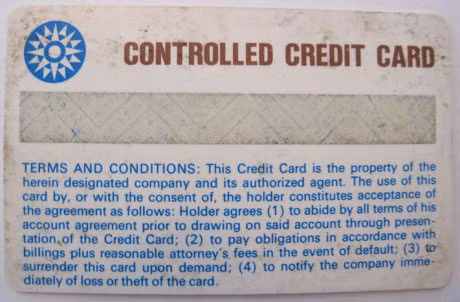 CONTROLLED CREDIT CARD
TERMS AND CONDITIONS: This Credit Card is the property of the
herein designated company and its authorized agent. The use of this
card by, or with the consent of, the holder constitutes acceptance of
the agreement as follows: Holder agrees (1) to abide by all terms of his
account agreement prior to drawing on said account through presen-
tation of the Credit Card; (2) to pay obligations in accordance with
billings plus reasonable attorney's fees in the event of default; (3) to
surrender this card upon demand; (4) to notify the company imme-
diately of loss or theft of the card.